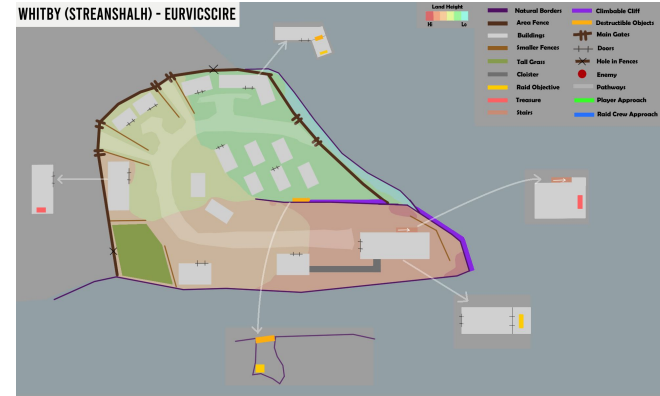 WHITBY (STREANSHALH) - EURVICSCIRE
Land Height
Hi
Lo
Natural Borders
Area Fence
Buildings
Smaller Fences
Tall Grass
Cloister
Raid Objective
Treasure
Stairs
Climbable Cliff
Destructible Objects
Main Gates
Doors
Hole in Fences
Enemy
Pathways
Player Approach
Raid Crew Approach